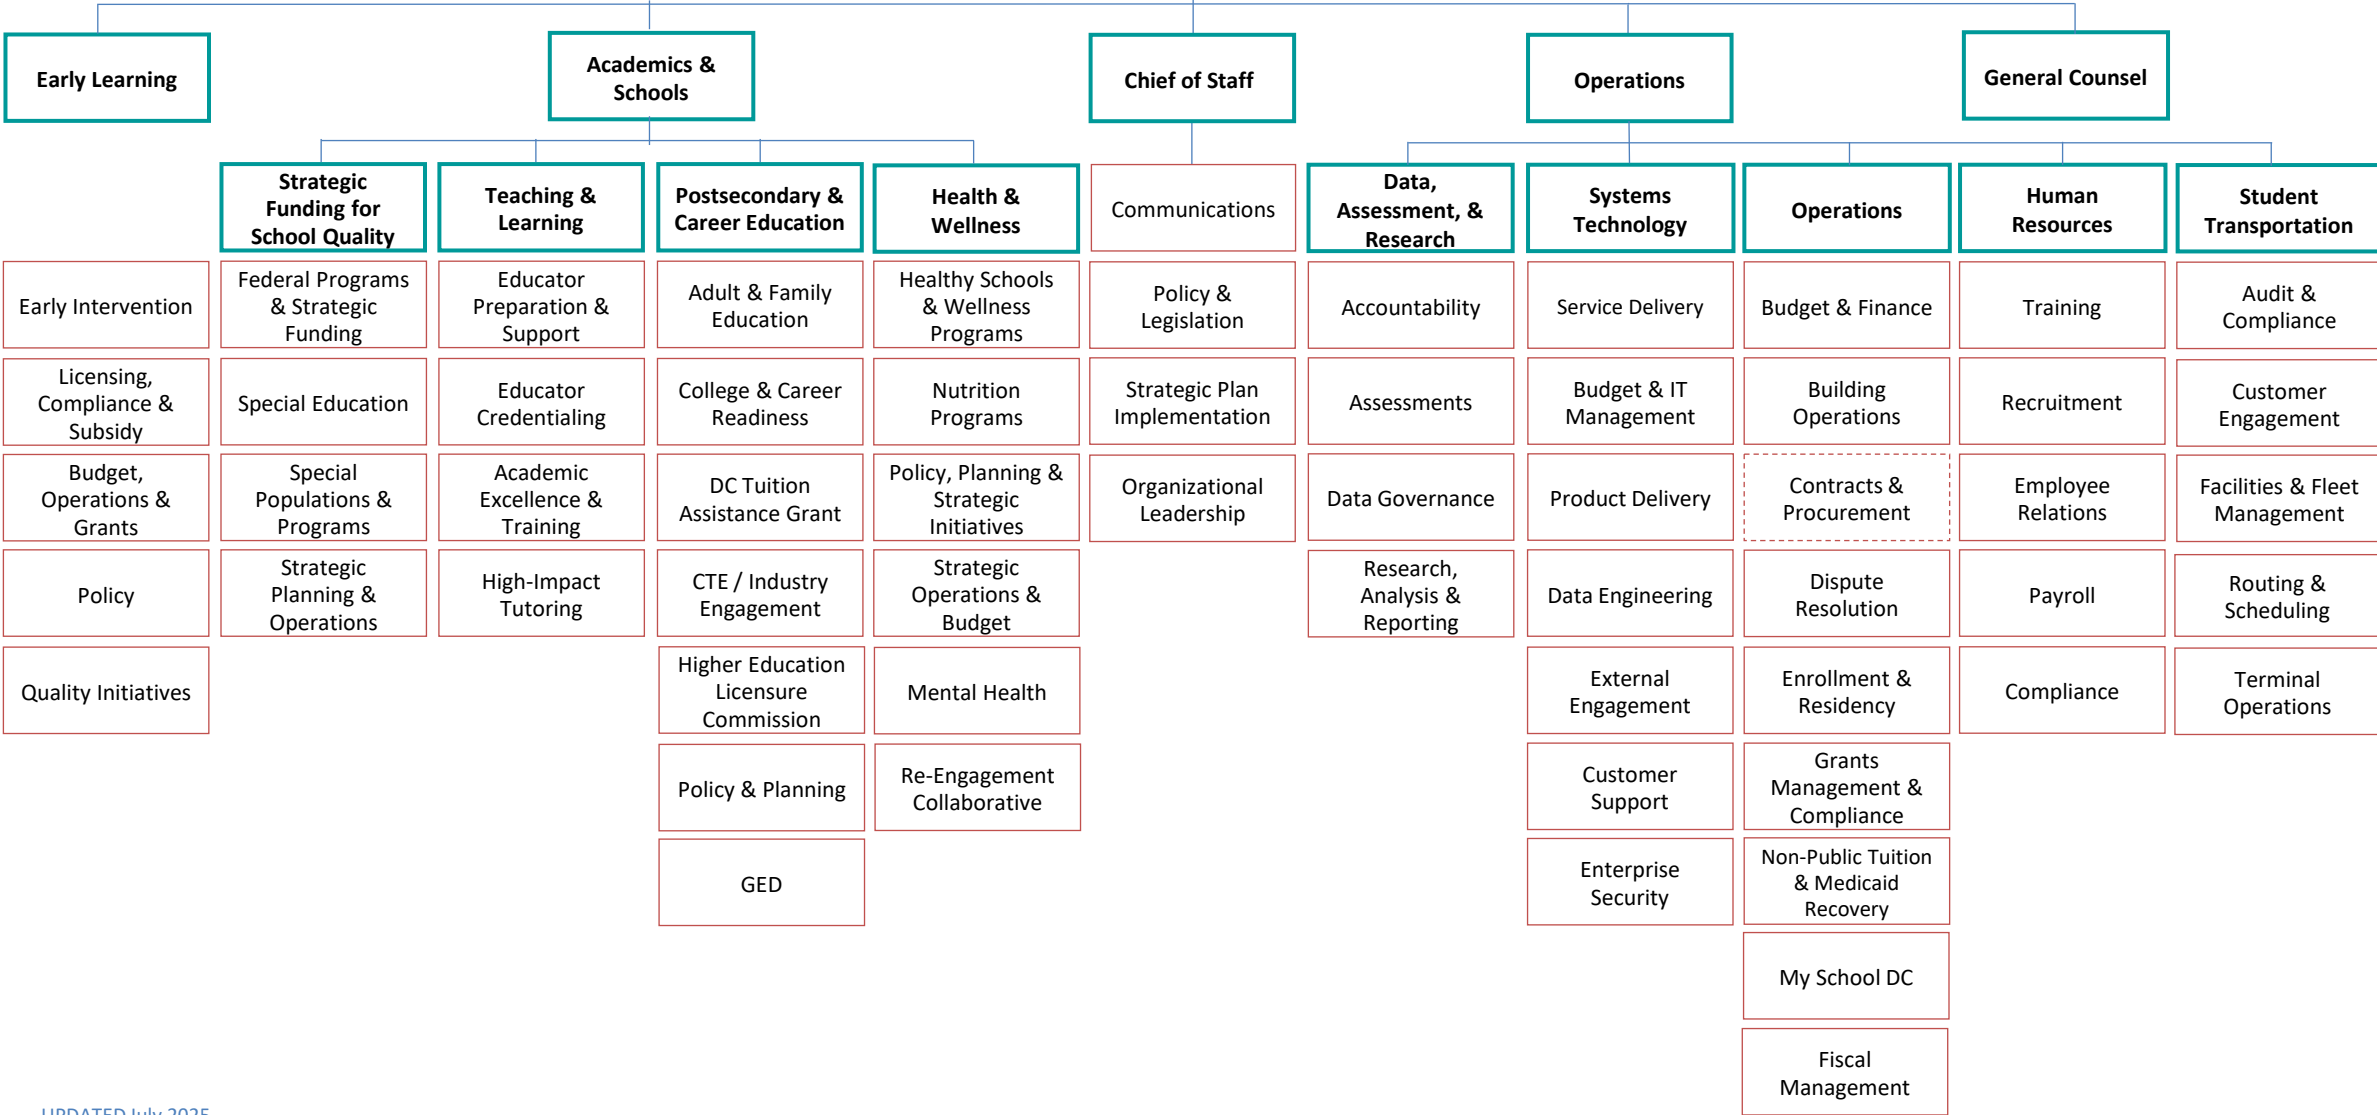 Early Learning
Academics &
Schools
Chief of Staff
Operations
General Counsel
Strategic
Funding for
School Quality
Teaching &
Learning
Postsecondary &
Career Education
Health &
Wellness
Communications
Data,
Assessment, &
Research
Systems
Technology
Operations
Human
Resources
Student
Transportation
Early Intervention
Federal Programs
& Strategic
Funding
Educator
Preparation &
Support
Adult & Family
Education
Healthy Schools
& Wellness
Programs
Policy &
Legislation
Accountability
Service Delivery
Budget & Finance
Training
Audit &
Compliance
Licensing,
Compliance &
Subsidy
Special Education
Educator
Credentialing
College & Career
Readiness
Nutrition
Programs
Strategic Plan
Implementation
Assessments
Budget & IT
Management
Building
Operations
Recruitment
Customer
Engagement
Budget,
Operations &
Grants
Special
Populations &
Programs
Academic
Excellence &
Training
DC Tuition
Assistance Grant
Policy, Planning &
Strategic
Initiatives
Organizational
Leadership
Data Governance
Product Delivery
Contracts &
Procurement
Employee
Relations
Facilities & Fleet
Management
Policy
Strategic
Planning &
Operations
High-Impact
Tutoring
CTE / Industry
Engagement
Strategic
Operations &
Budget
Research,
Analysis &
Reporting
Data Engineering
Dispute
Resolution
Payroll
Routing &
Scheduling
Quality Initiatives
Higher Education
Licensure
Commission
Mental Health
External
Engagement
Enrollment &
Residency
Compliance
Terminal
Operations
Policy & Planning
Re-Engagement
Collaborative
Customer
Support
Grants
Management &
Compliance
GED
Enterprise
Security
Non-Public Tuition
& Medicaid
Recovery
My School DC
Fiscal
Management
UPDATED July 2025